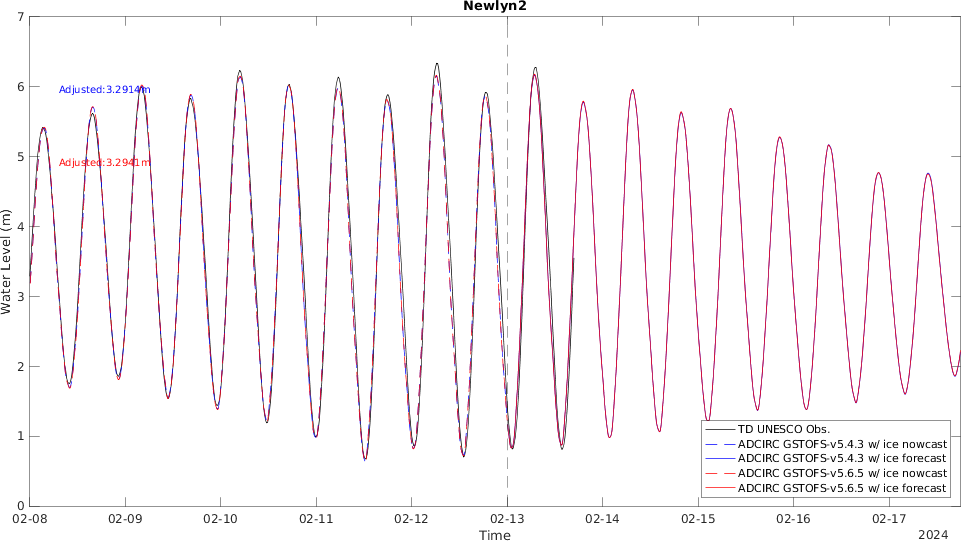 Newlyn2
7
6
5
4
3
2
1
0
Water Level (m)
Adjusted:3.2914m
Adjusted:3.2941m
TD UNESCO Obs.
ADCIRC GSTOFS-v5.4.3 w/ ice nowcast
ADCIRC GSTOFS-v5.4.3 w/ ice forecast
ADCIRC GSTOFS-v5.6.5 w/ ice nowcast
ADCIRC GSTOFS-v5.6.5 w/ ice forecast
02-08 02-09 02-10 02-11 02-12 02-13 02-14 02-15 02-16 02-17
Time
2024